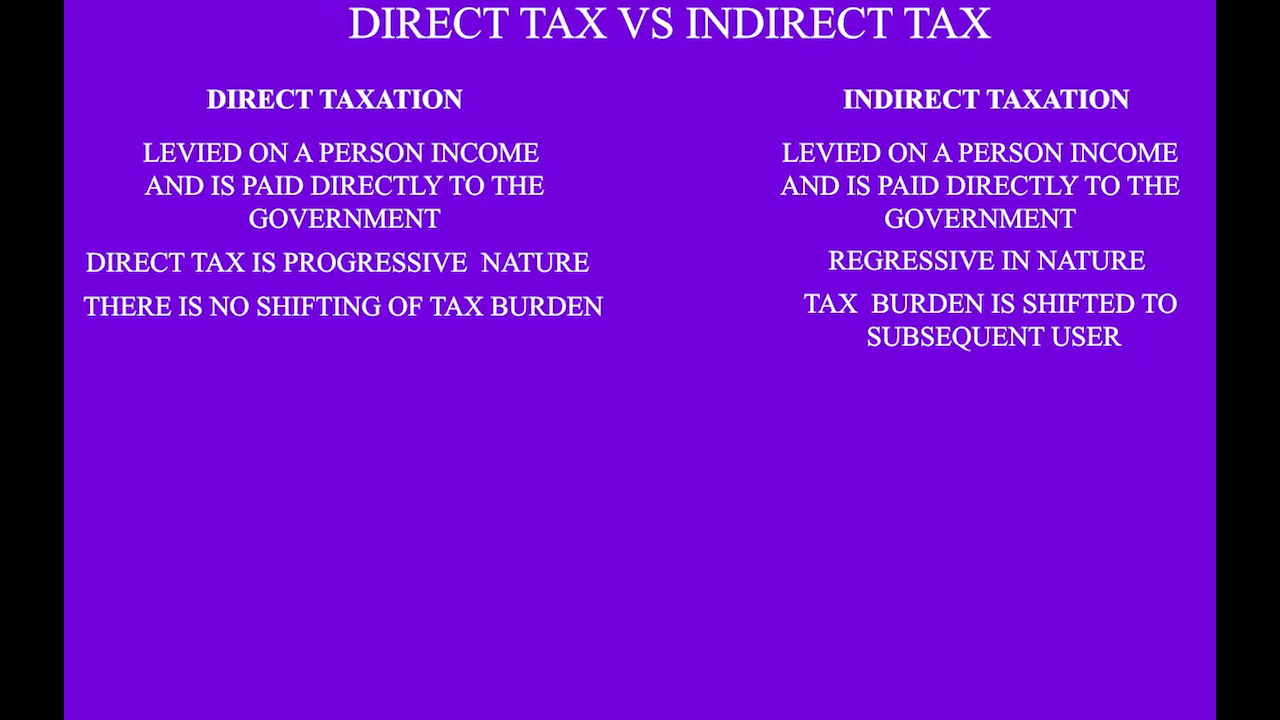 DIRECT TAX VS INDIRECT TAX
DIRECT TAXATION
LEVIED ON A PERSON INCOME
AND IS PAID DIRECTLY TO THE
GOVERNMENT
DIRECT TAX IS PROGRESSIVE  NATURE
THERE IS NO SHIFTING OF TAX BURDEN
INDIRECT TAXATION
LEVIED ON A PERSON INCOME
AND IS PAID DIRECTLY TO THE
GOVERNMENT
REGRESSIVE IN NATURE
TAX  BURDEN IS SHIFTED TO
SUBSEQUENT USER